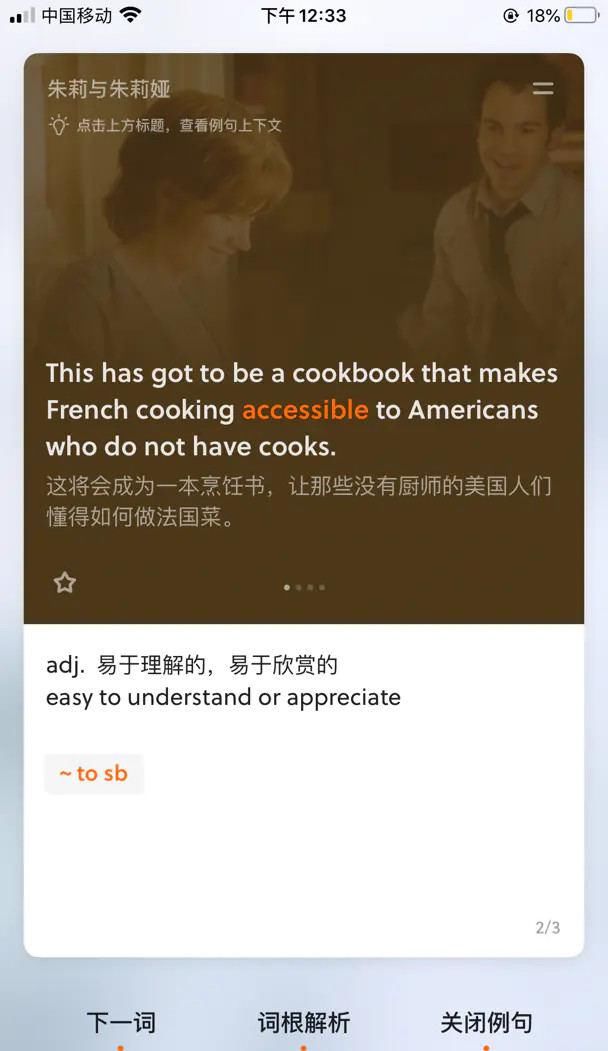 中国移动
下午12:33
18%
朱莉与朱莉娅
点击上方标题，查看例句上下文
This has got to be a cookbook that makes
French cooking accessible to Americans
who do not have cooks.
这将会成为一本烹饪书，让那些没有厨师的美国人们
懂得如何做法国菜。
adj. 易于理解的，易于欣赏的
easy to understand or appreciate
~ to sb
2/3
下一词
词根解析
关闭例句